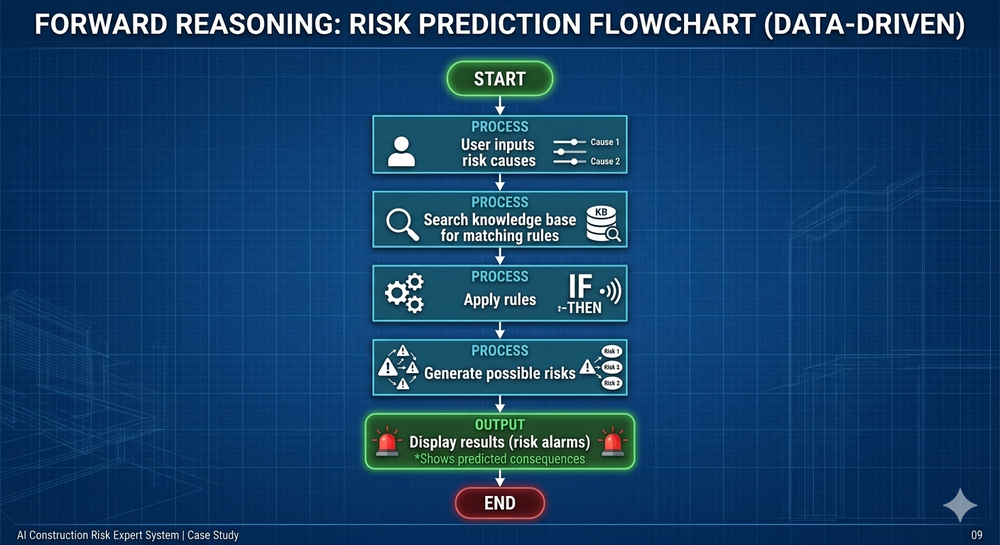 FORWARD REASONING: RISK PREDICTION FLOWCHART (DATA-DRIVEN)
START
PROCESS
User inputs
risk causes
Cause 1
Cause 2
PROCESS
Search knowledge base
for matching rules
KB
PROCESS
Apply rules
IF
-THEN
PROCESS
Generate possible risks
Risk 1
Risk 2
Risk 2
OUTPUT
Display results (risk alarms)
*Shows predicted consequences
END
AI Construction Risk Expert System | Case Study
09